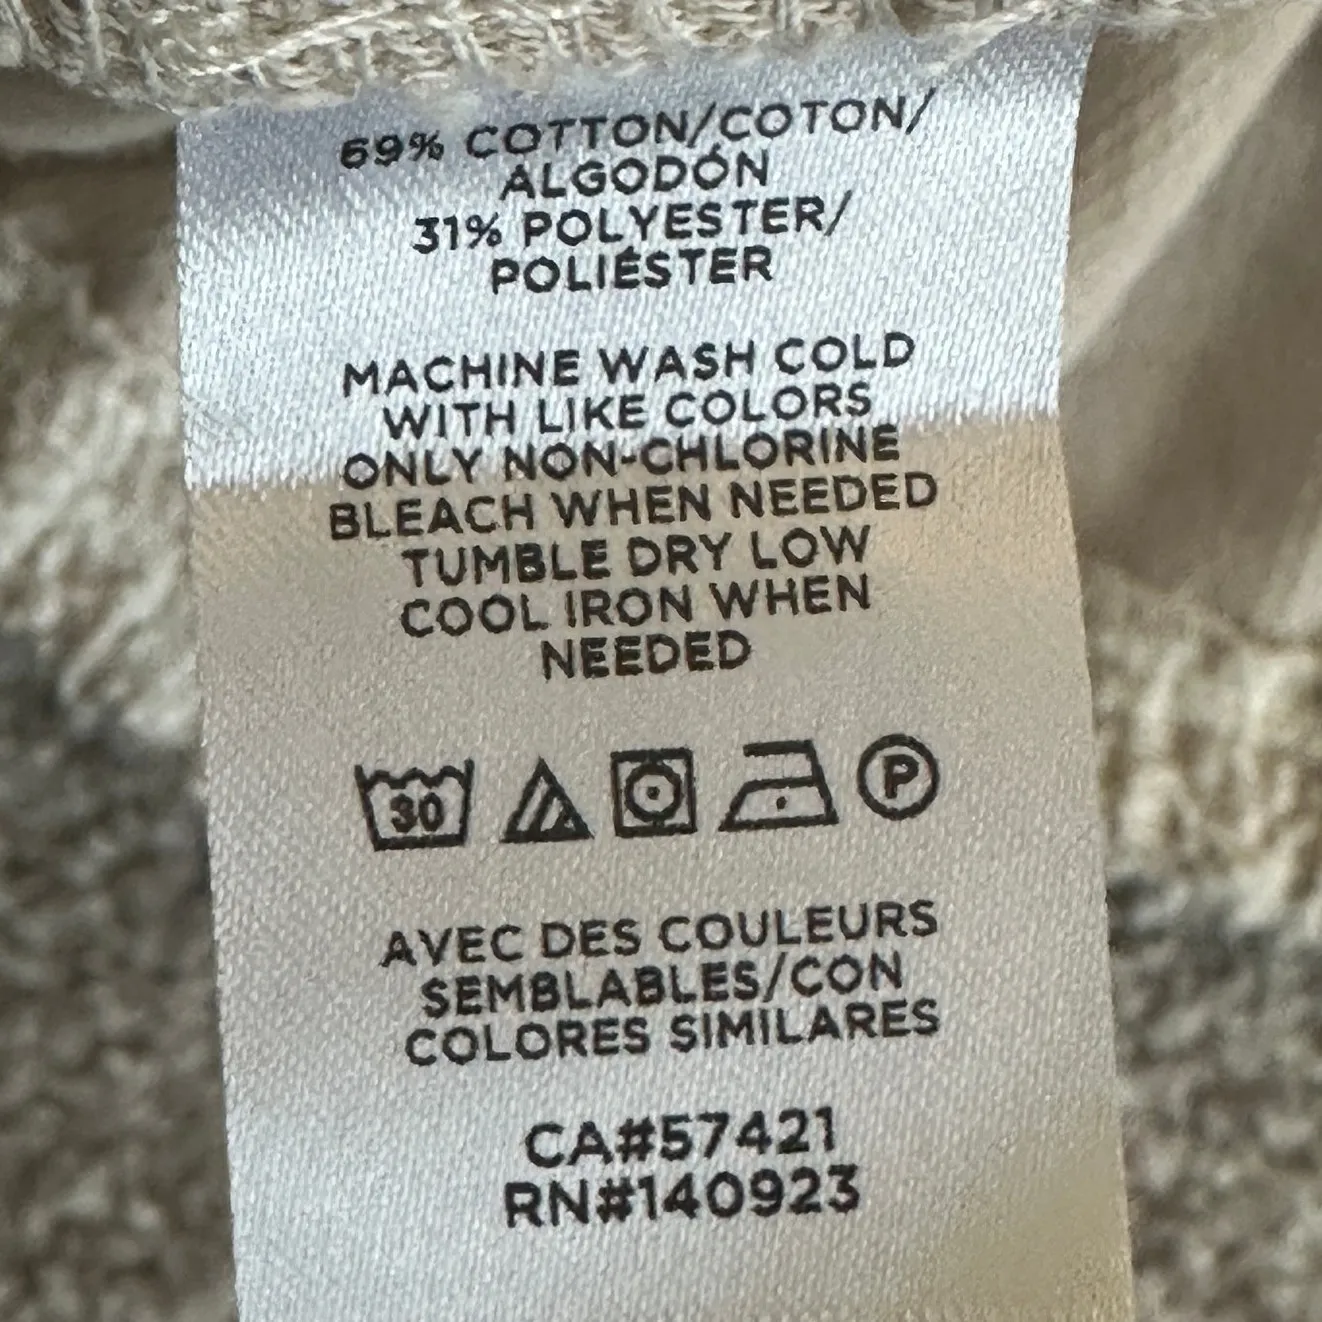 69% COTTON/COTON/
ALGODÓN
31% POLYESTER/
POLIÉSTER
MACHINE WASH COLD
WITH LIKE COLORS
ONLY NON-CHLORINE
BLEACH WHEN NEEDED
TUMBLE DRY LOW
COOL IRON WHEN
NEEDED
30 P
AVEC DES COULEURS
SEMBLABLES/CON
COLORES SIMILARES
CA#57421
RN#140923